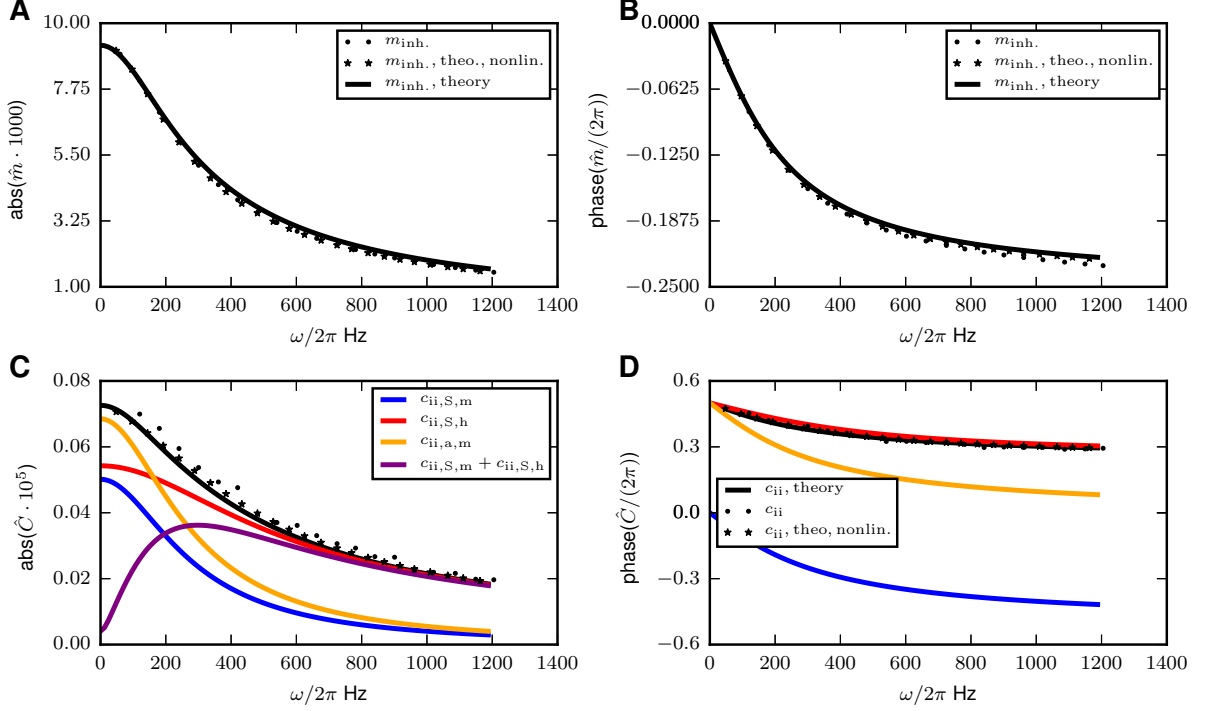 A
10.00
7.75
5.50
3.25
1.00
abs(m̂ · 1000)
m_inh.
m_inh., theo., nonlin.
m_inh., theory
0 200 400 600 800 1000 1200 1400
ω/2π Hz
B
0.0000
−0.0625
−0.1250
−0.1875
−0.2500
phase(m̂/(2π))
m_inh.
m_inh., theo., nonlin.
m_inh., theory
0 200 400 600 800 1000 1200 1400
ω/2π Hz
C
0.08
0.06
0.04
0.02
0.00
abs(Ĉ · 10^5)
c_ii,S,m
c_ii,S,h
c_ii,a,m
c_ii,S,m + c_ii,S,h
0 200 400 600 800 1000 1200 1400
ω/2π Hz
D
0.6
0.3
0.0
−0.3
−0.6
phase(Ĉ/(2π))
c_ii, theory
c_ii
c_ii, theo, nonlin.
0 200 400 600 800 1000 1200 1400
ω/2π Hz